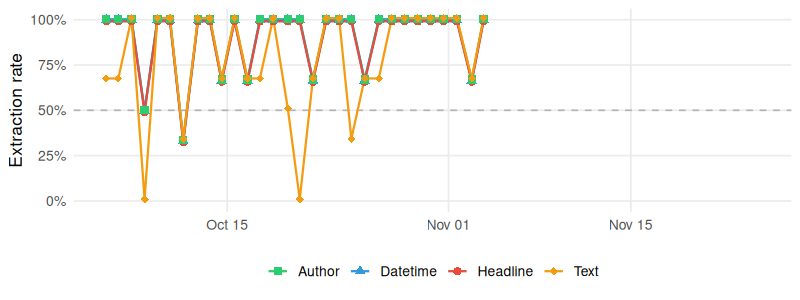 Extraction rate
100%
75%
50%
25%
0%
Oct 15 Nov 01 Nov 15
Author Datetime Headline Text